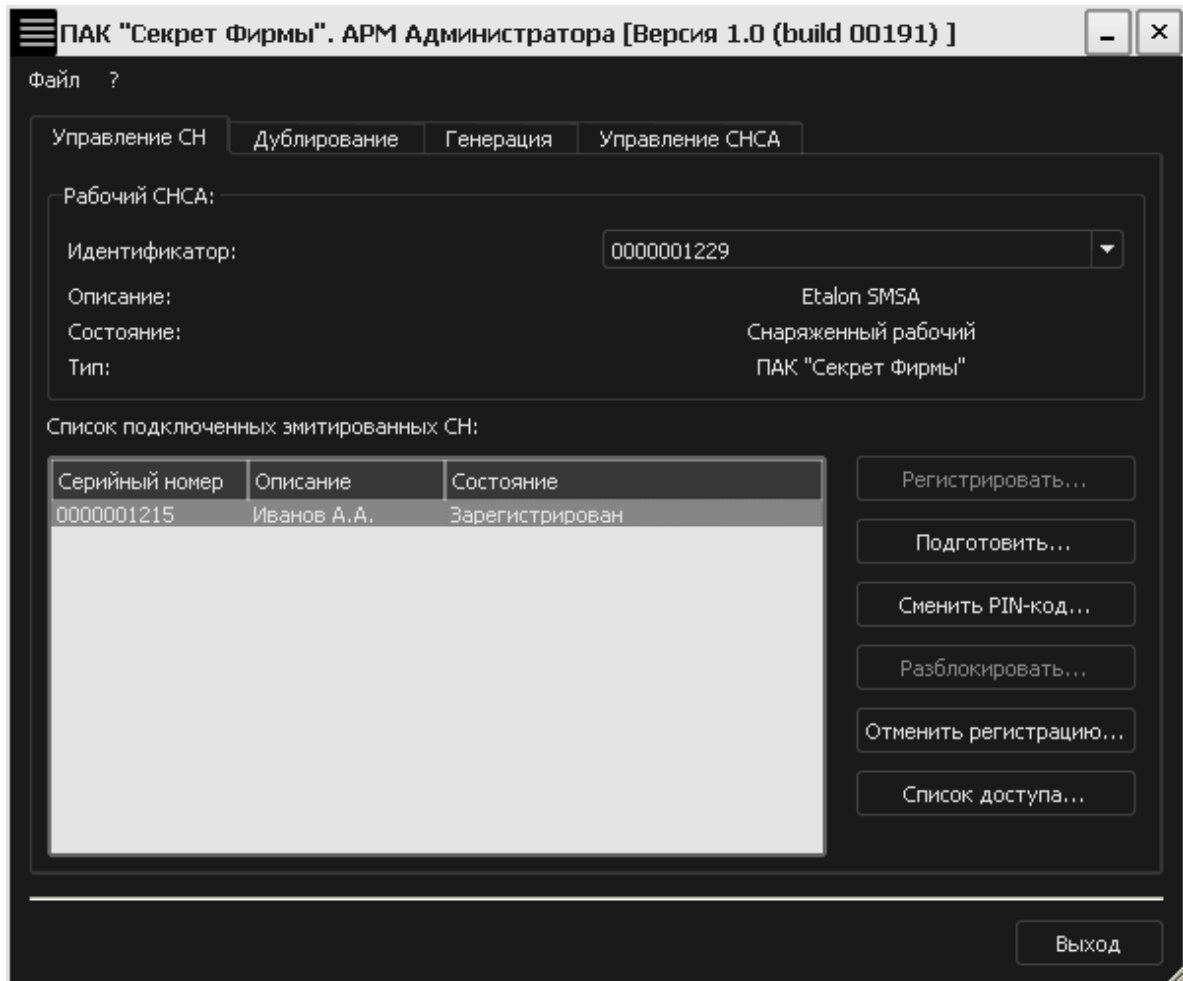 ПАК "Секрет Фирмы". АРМ Администратора [Версия 1.0 (build 00191) ]
Файл ?
Управление СН Дублирование Генерация Управление СНСА
Рабочий СНСА:
Идентификатор: 0000001229
Описание: Etalon SMSA
Состояние: Снаряженный рабочий
Тип: ПАК "Секрет Фирмы"
Список подключенных эмитированных СН:
Серийный номер Описание Состояние
0000001215 Иванов А.А. Зарегистрирован
Регистрировать...
Подготовить...
Сменить PIN-код...
Разблокировать...
Отменить регистрацию...
Список доступа...
Выход